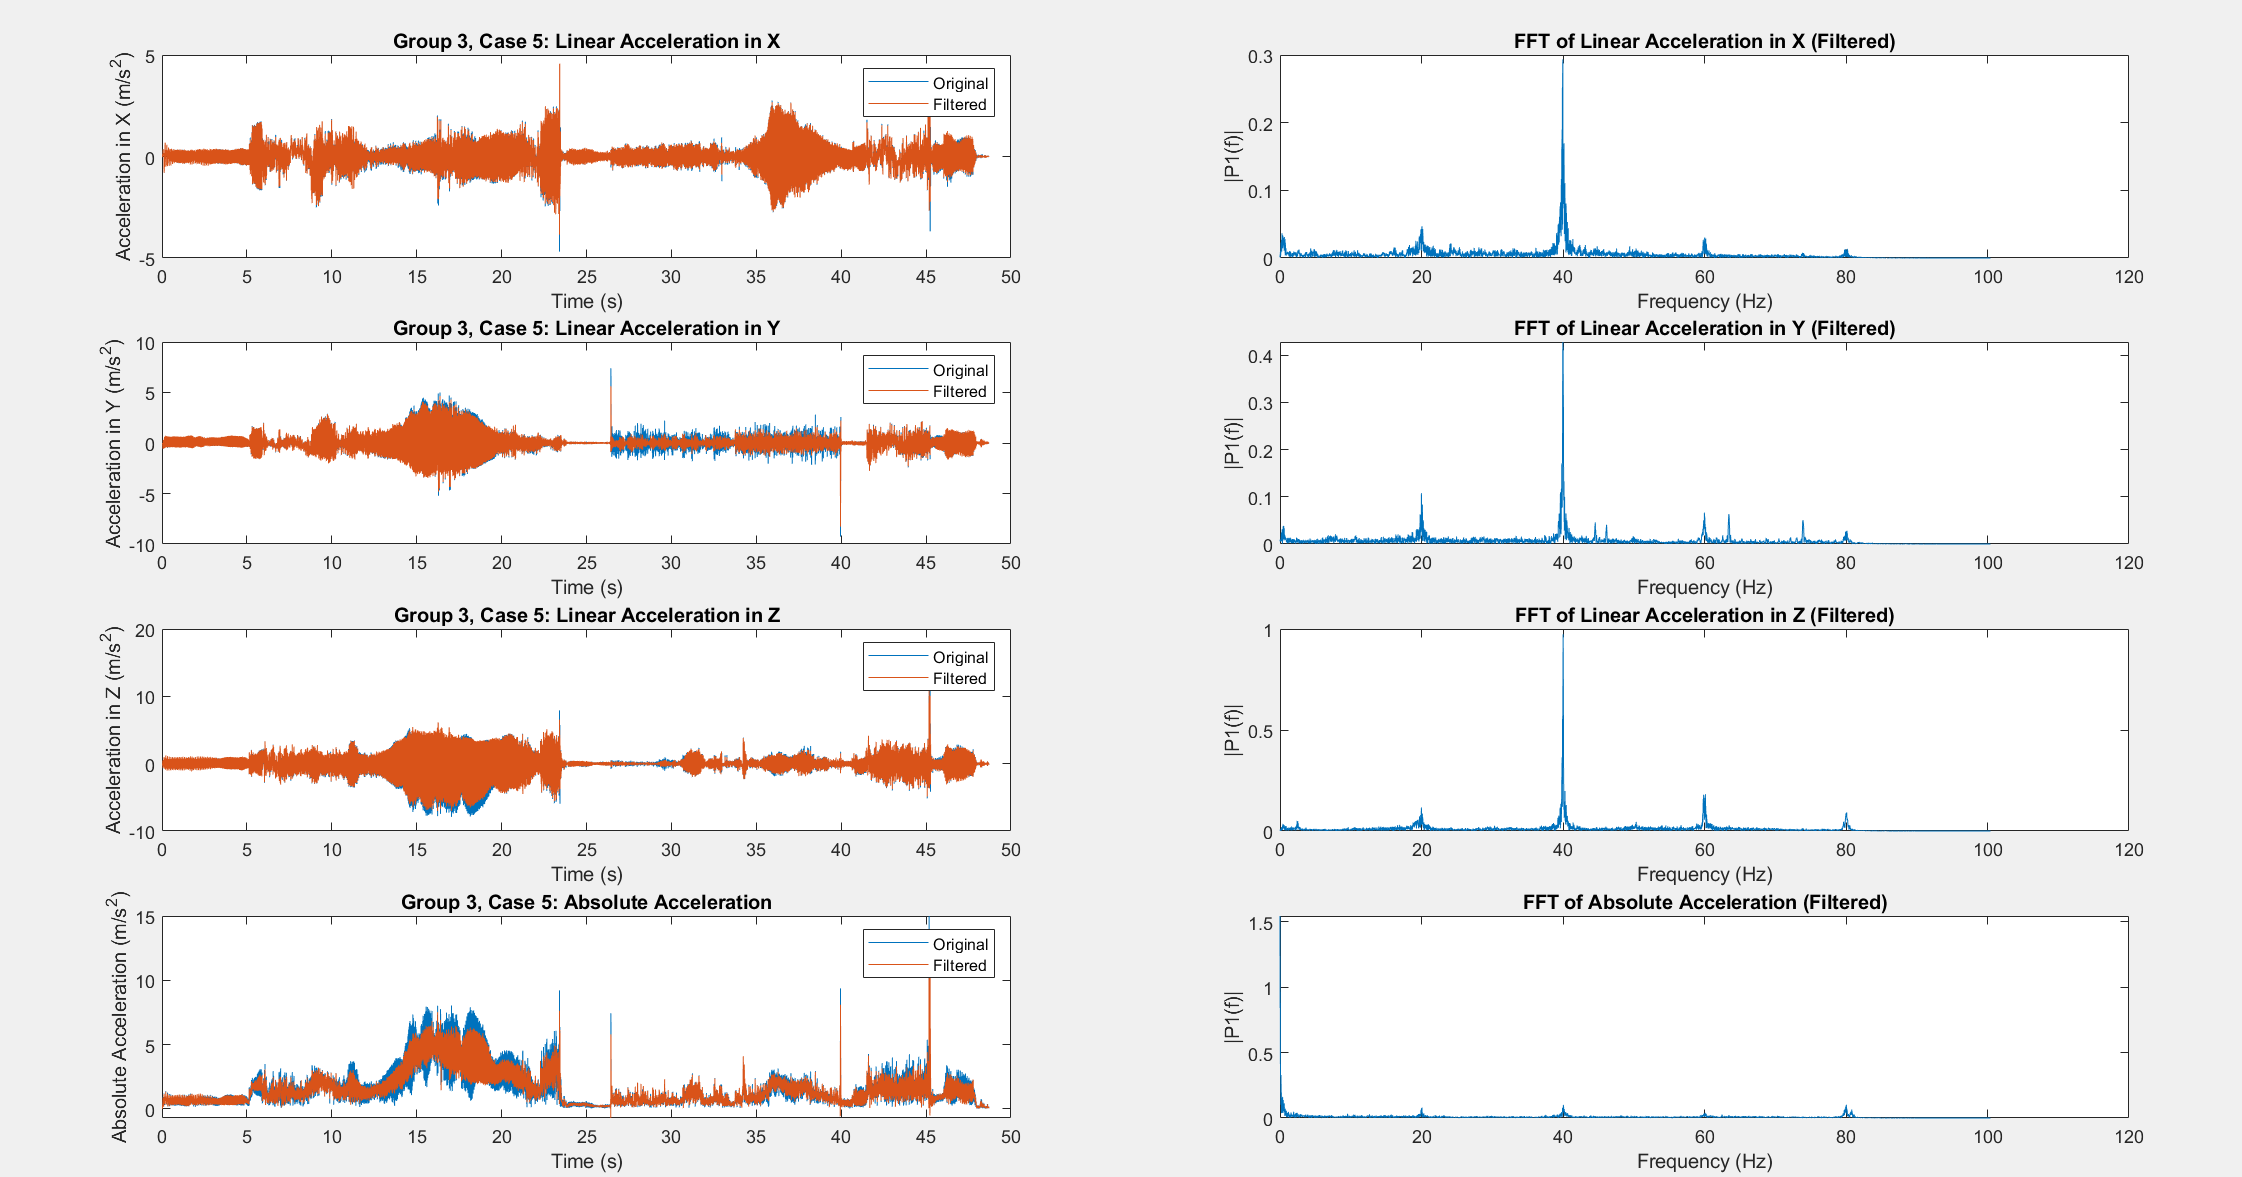 Group 3, Case 5: Linear Acceleration in X
Acceleration in X (m/s²)
5
0
-5
Original
Filtered
0 5 10 15 20 25 30 35 40 45 50
Time (s)
FFT of Linear Acceleration in X (Filtered)
|P1(f)|
0.3
0.2
0.1
0
0 20 40 60 80 100 120
Frequency (Hz)
Group 3, Case 5: Linear Acceleration in Y
Acceleration in Y (m/s²)
10
5
0
-5
-10
Original
Filtered
0 5 10 15 20 25 30 35 40 45 50
Time (s)
FFT of Linear Acceleration in Y (Filtered)
|P1(f)|
0.4
0.3
0.2
0.1
0
0 20 40 60 80 100 120
Frequency (Hz)
Group 3, Case 5: Linear Acceleration in Z
Acceleration in Z (m/s²)
20
10
0
-10
Original
Filtered
0 5 10 15 20 25 30 35 40 45 50
Time (s)
FFT of Linear Acceleration in Z (Filtered)
|P1(f)|
1
0.5
0
0 20 40 60 80 100 120
Frequency (Hz)
Group 3, Case 5: Absolute Acceleration
Absolute Acceleration (m/s²)
15
10
5
0
Original
Filtered
0 5 10 15 20 25 30 35 40 45 50
Time (s)
FFT of Absolute Acceleration (Filtered)
|P1(f)|
1.5
1
0.5
0
0 20 40 60 80 100 120
Frequency (Hz)